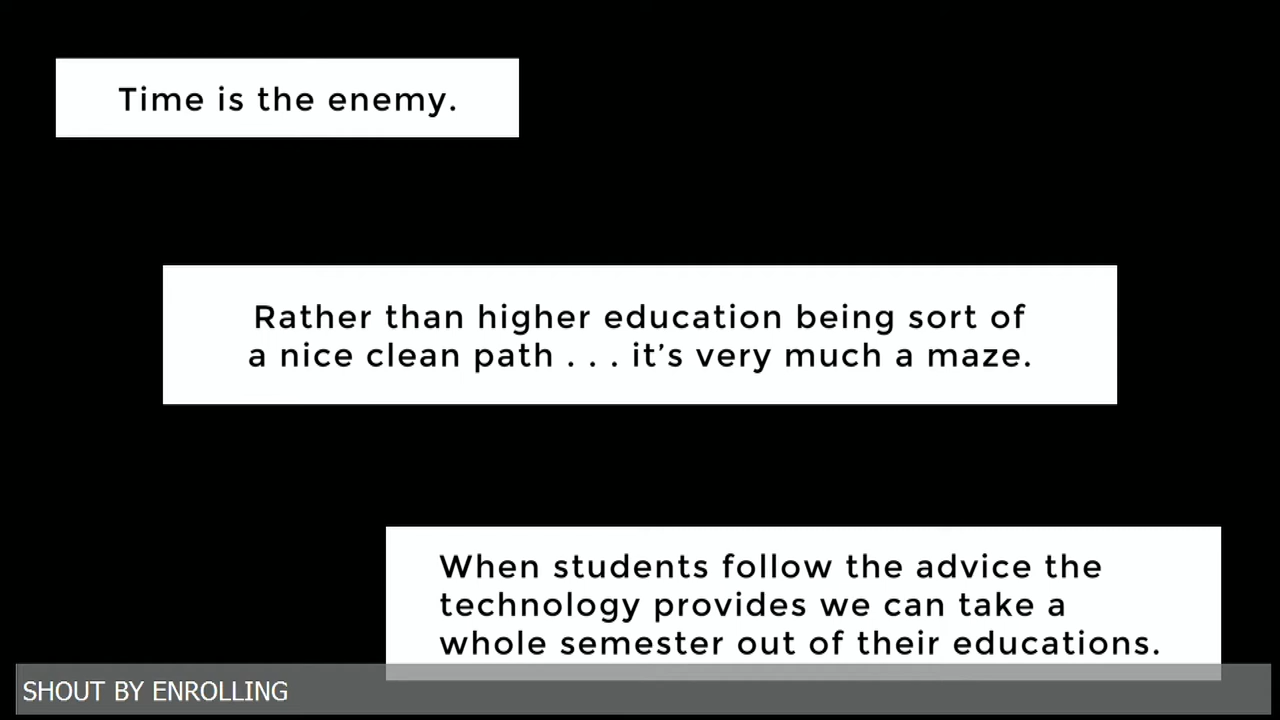 Time is the enemy.
Rather than higher education being sort of
a nice clean path . . . it’s very much a maze.
When students follow the advice the
technology provides we can take a
whole semester out of their educations.
SHOUT BY ENROLLING